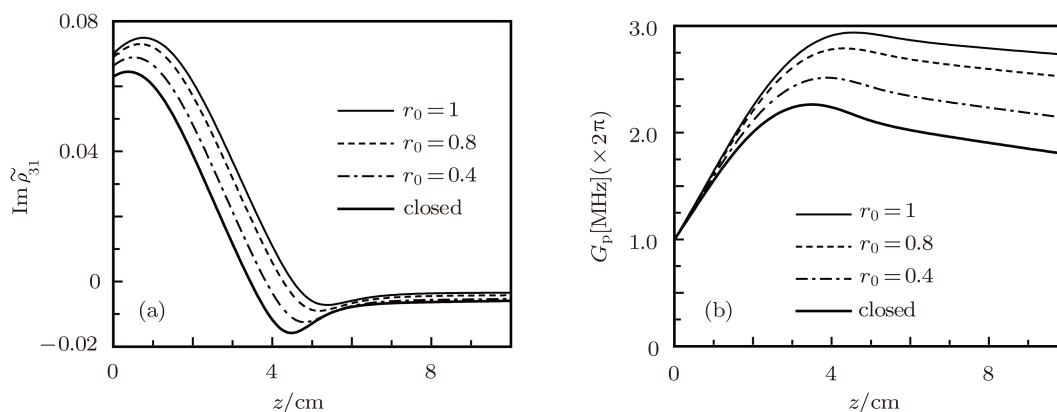 0.08
0.04
0
−0.02
Im ρ̃₃₁
r₀=1
r₀=0.8
r₀=0.4
closed
(a)
0
4
8
z/cm
3.0
2.0
1.0
0
Gₚ[MHz](×2π)
r₀=1
r₀=0.8
r₀=0.4
closed
(b)
0
4
8
z/cm